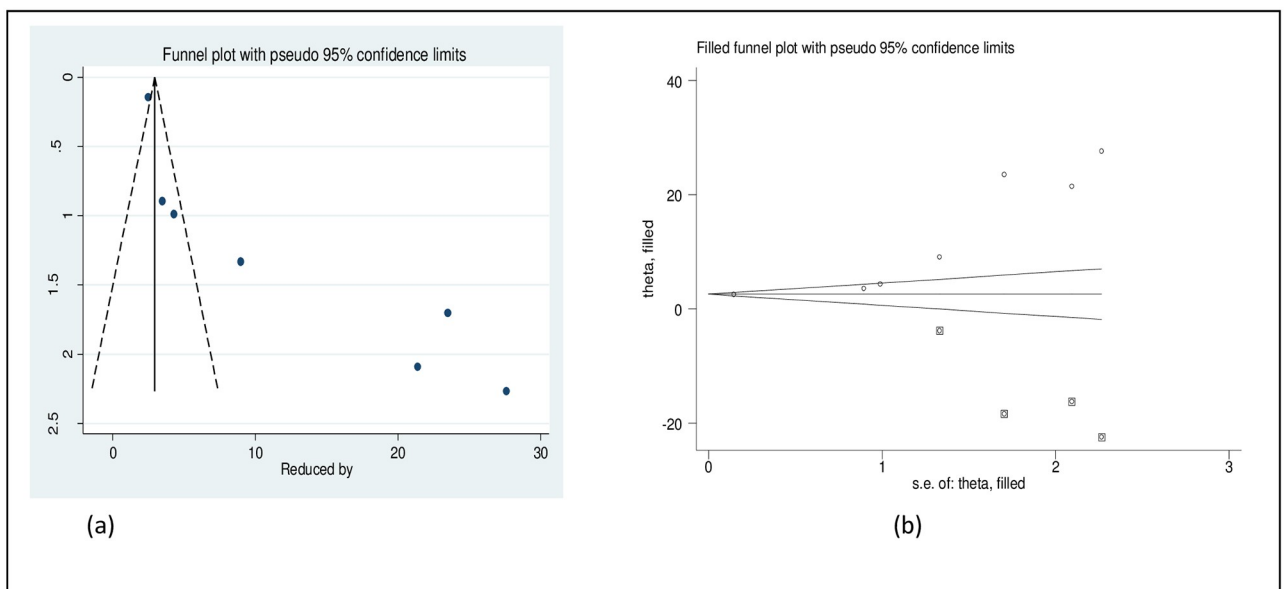 Funnel plot with pseudo 95% confidence limits
0
.5
1
1.5
2
2.5
0 10 20 30
Reduced by
(a)
Filled funnel plot with pseudo 95% confidence limits
theta, filled
40
20
0
-20
0 1 2 3
s.e. of: theta, filled
(b)